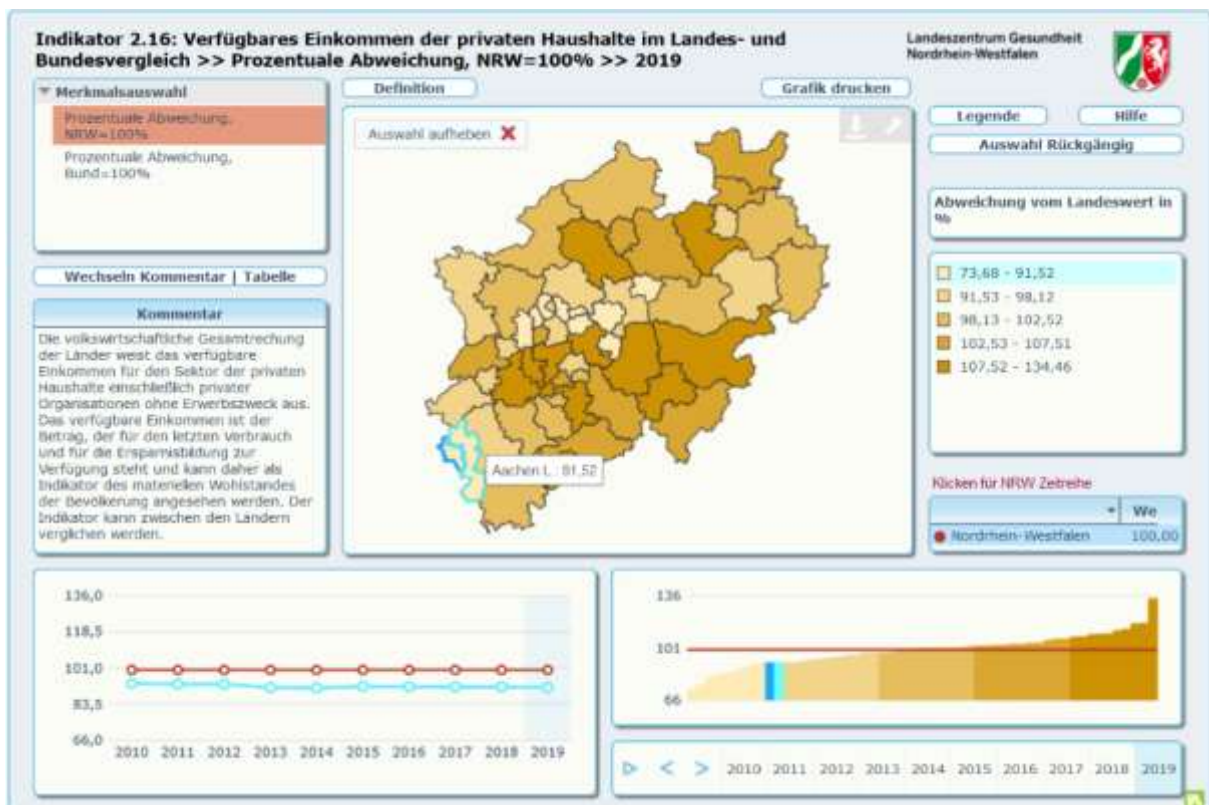 Indikator 2.16: Verfügbares Einkommen der privaten Haushalte im Landes- und
Bundesvergleich >> Prozentuale Abweichung, NRW=100% >> 2019
Landeszentrum Gesundheit
Nordrhein-Westfalen
Merkmalsauswahl
Prozentuale Abweichung,
NRW=100%
Prozentuale Abweichung,
Bund=100%
Definition
Grafik drucken
Auswahl aufheben
Legende
Hilfe
Auswahl Rückgängig
Abweichung vom Landeswert in
%
73,68 - 91,52
91,53 - 98,12
98,13 - 102,52
102,53 - 107,51
107,52 - 134,46
Wechseln Kommentar | Tabelle
Kommentar
Die volkswirtschaftliche Gesamtrechung
der Länder weist das verfügbare
Einkommen für den Sektor der privaten
Haushalte einschließlich privater
Organisationen ohne Erwerbszweck aus.
Das verfügbare Einkommen ist der
Betrag, der für den letzten Verbrauch
und für die Ersparnisbildung zur
Verfügung steht und kann daher als
Indikator des materiellen Wohlstandes
der Bevölkerung angesehen werden. Der
Indikator kann zwischen den Ländern
verglichen werden.
Aachen L.: 91,52
Klicken für NRW Zeitreihe
We
Nordrhein-Westfalen 100,00
136,0
118,5
101,0
83,5
66,0
2010 2011 2012 2013 2014 2015 2016 2017 2018 2019
136
101
66
2010 2011 2012 2013 2014 2015 2016 2017 2018 2019